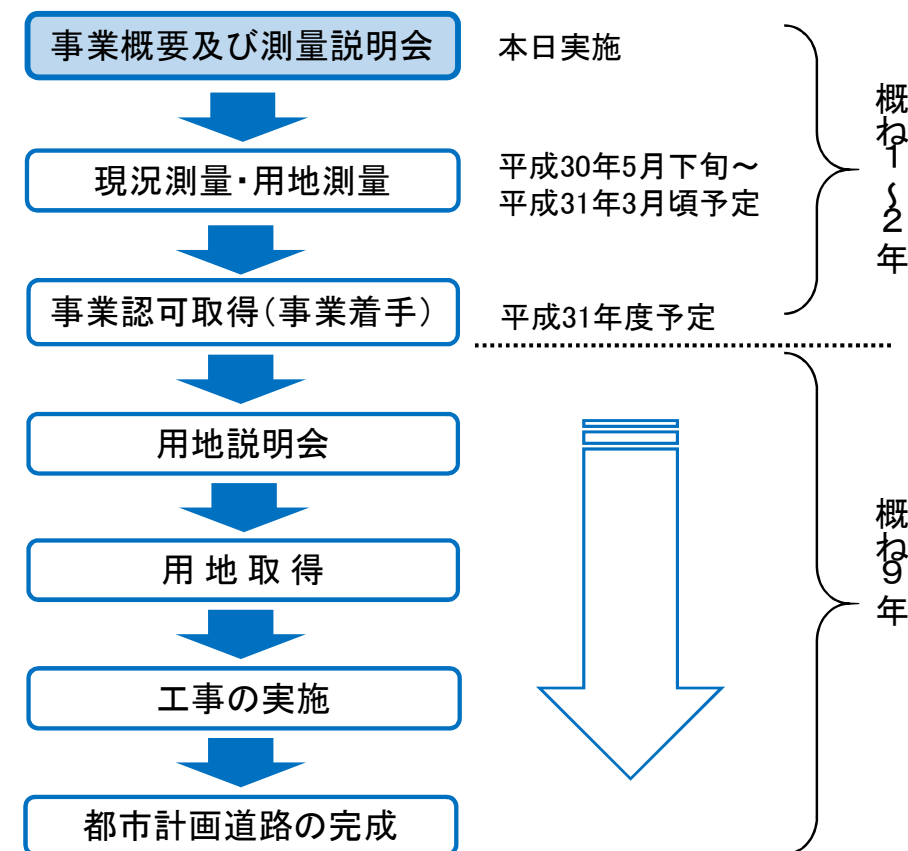 事業概要及び測量説明会
本日実施
現況測量・用地測量
平成30年5月下旬～
平成31年3月頃予定
事業認可取得(事業着手)
平成31年度予定
概ね1～2年
用地説明会
用地取得
工事の実施
都市計画道路の完成
概ね9年